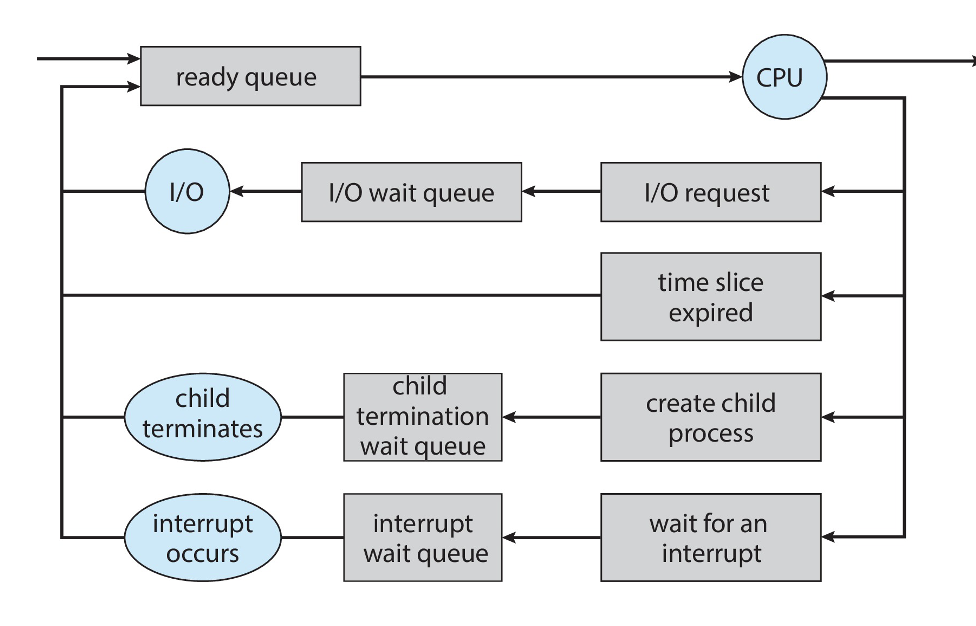 ready queue
CPU
I/O
I/O wait queue
I/O request
time slice
expired
child
terminates
child
termination
wait queue
create child
process
interrupt
occurs
interrupt
wait queue
wait for an
interrupt